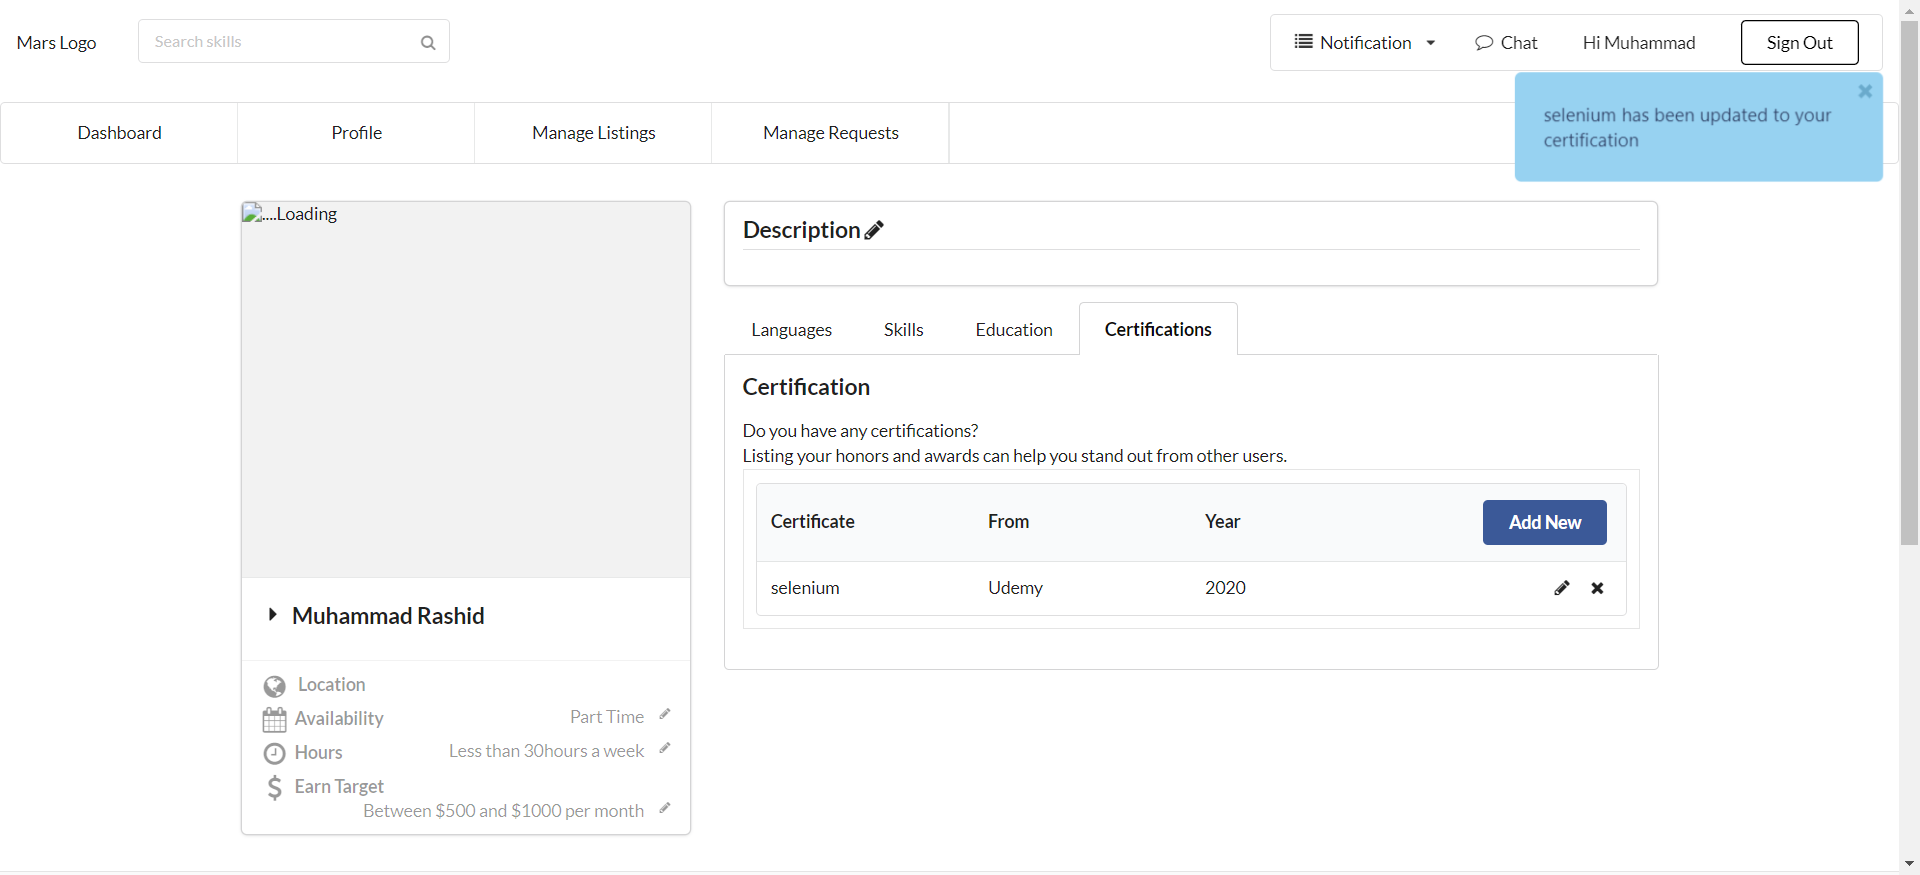 Mars Logo
Search skills
Notification
Chat
Hi Muhammad
Sign Out
selenium has been updated to your
certification
Dashboard
Profile
Manage Listings
Manage Requests
....Loading
Muhammad Rashid
Location
Availability
Part Time
Hours
Less than 30hours a week
Earn Target
Between $500 and $1000 per month
Description
Languages
Skills
Education
Certifications
Certification
Do you have any certifications?
Listing your honors and awards can help you stand out from other users.
Certificate
From
Year
Add New
selenium
Udemy
2020